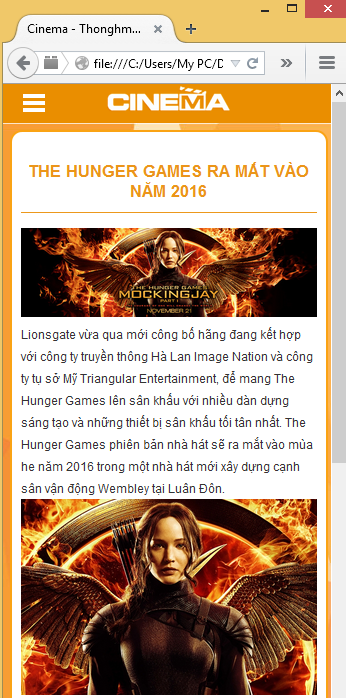 Cinema - Thonghm...
file:///C:/Users/My PC/D
CINEMA
THE HUNGER GAMES RA MẮT VÀO
NĂM 2016
THE HUNGER GAMES
MOCKINGJAY
PART 1
NOVEMBER 21
Lionsgate vừa qua mới công bố hãng đang kết hợp
với công ty truyền thông Hà Lan Image Nation và công
ty tụ sở Mỹ Triangular Entertainment, để mang The
Hunger Games lên sân khấu với nhiều dàn dựng
sáng tạo và những thiết bị sân khấu tối tân nhất. The
Hunger Games phiên bản nhà hát sẽ ra mắt vào mùa
he năm 2016 trong một nhà hát mới xây dựng cạnh
sân vận động Wembley tại Luân Đôn.